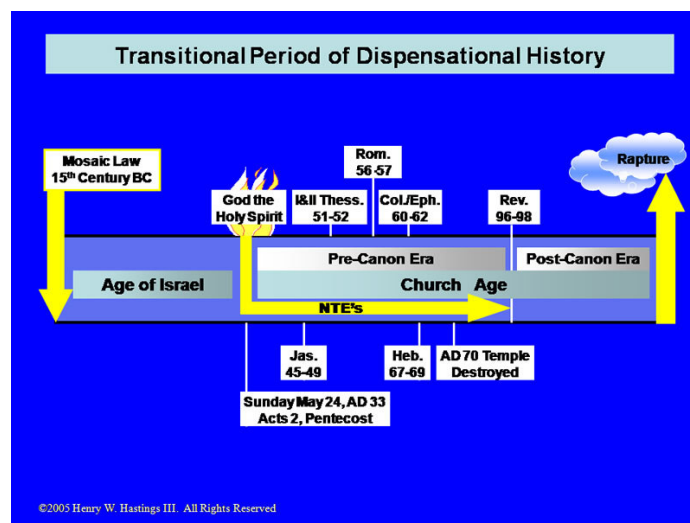 Transitional Period of Dispensational History
Mosaic Law
15th Century BC
God the
Holy Spirit
I&II Thess.
51-52
Rom.
56-57
Col./Eph.
60-62
Rev.
96-98
Rapture
Pre-Canon Era
Post-Canon Era
Age of Israel
Church Age
NTE's
Jas.
45-49
Heb.
67-69
AD 70 Temple
Destroyed
Sunday May 24, AD 33
Acts 2, Pentecost
©2005 Henry W. Hastings III. All Rights Reserved